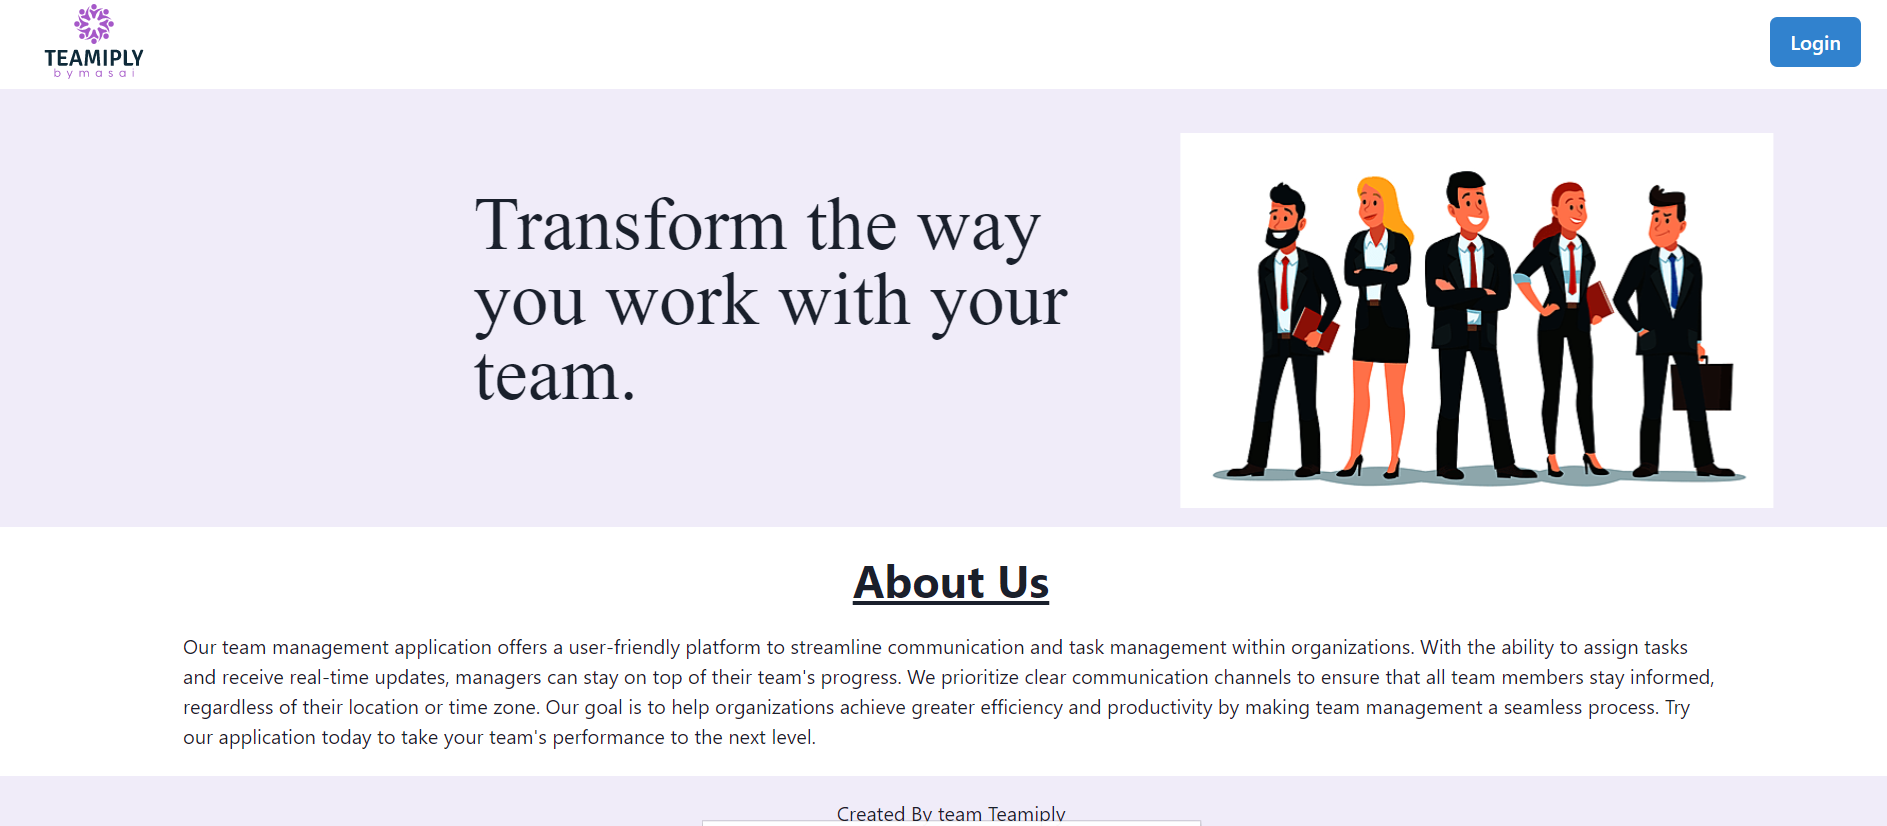 TEAMIPLY
bymasai
Login
Transform the way
you work with your
team.
About Us
Our team management application offers a user-friendly platform to streamline communication and task management within organizations. With the ability to assign tasks
and receive real-time updates, managers can stay on top of their team's progress. We prioritize clear communication channels to ensure that all team members stay informed,
regardless of their location or time zone. Our goal is to help organizations achieve greater efficiency and productivity by making team management a seamless process. Try
our application today to take your team's performance to the next level.
Created By team Teamiply